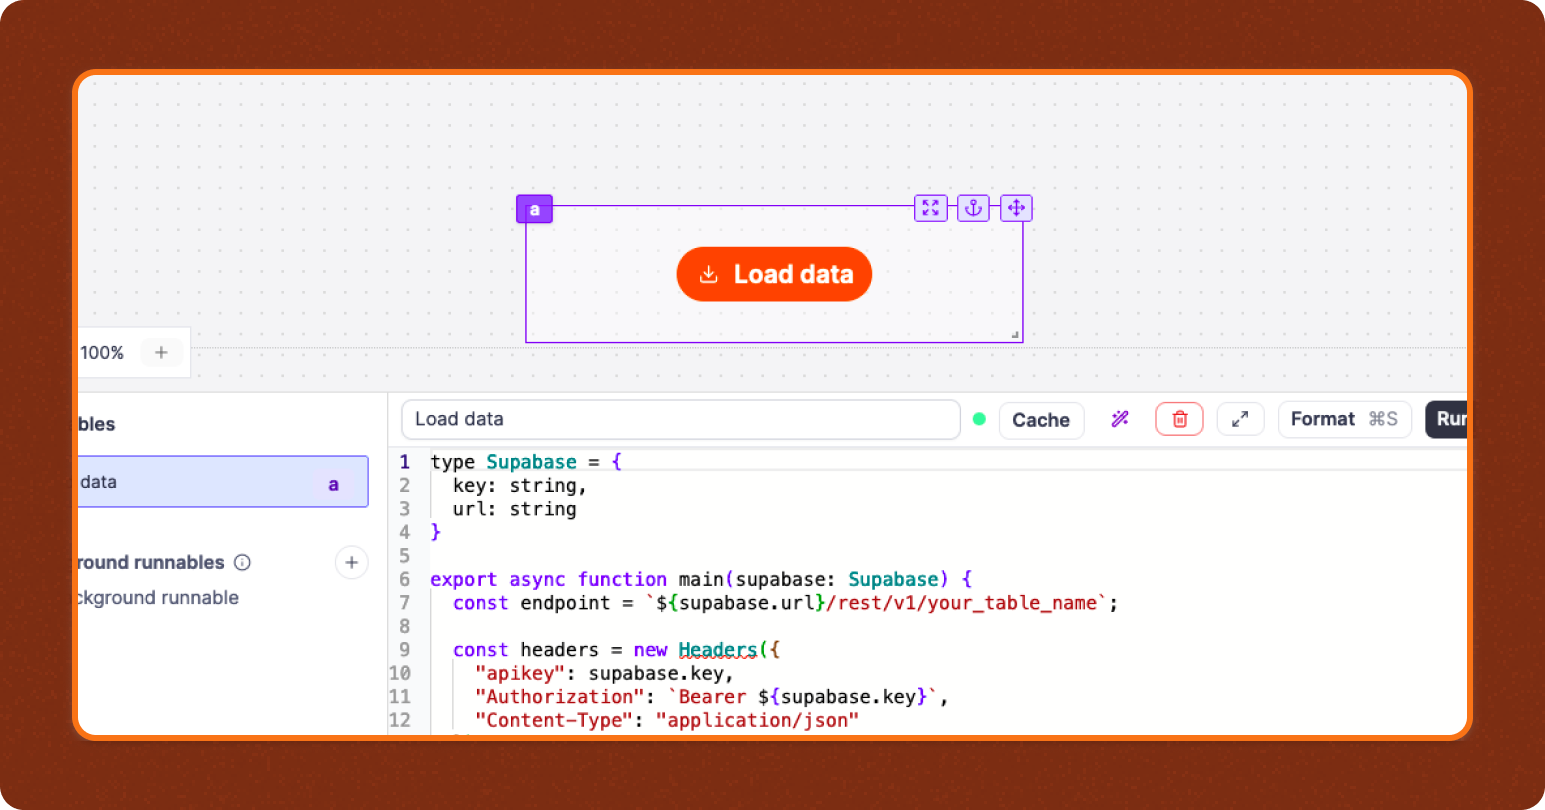 a
Load data
100% +
bles
data a
round runnables
ckground runnable
Load data Cache Format ⌘S Run
1 type Supabase = {
2   key: string,
3   url: string
4 }
5
6 export async function main(supabase: Supabase) {
7   const endpoint = `${supabase.url}/rest/v1/your_table_name`;
8
9   const headers = new Headers({
10     "apikey": supabase.key,
11     "Authorization": `Bearer ${supabase.key}`,
12     "Content-Type": "application/json"